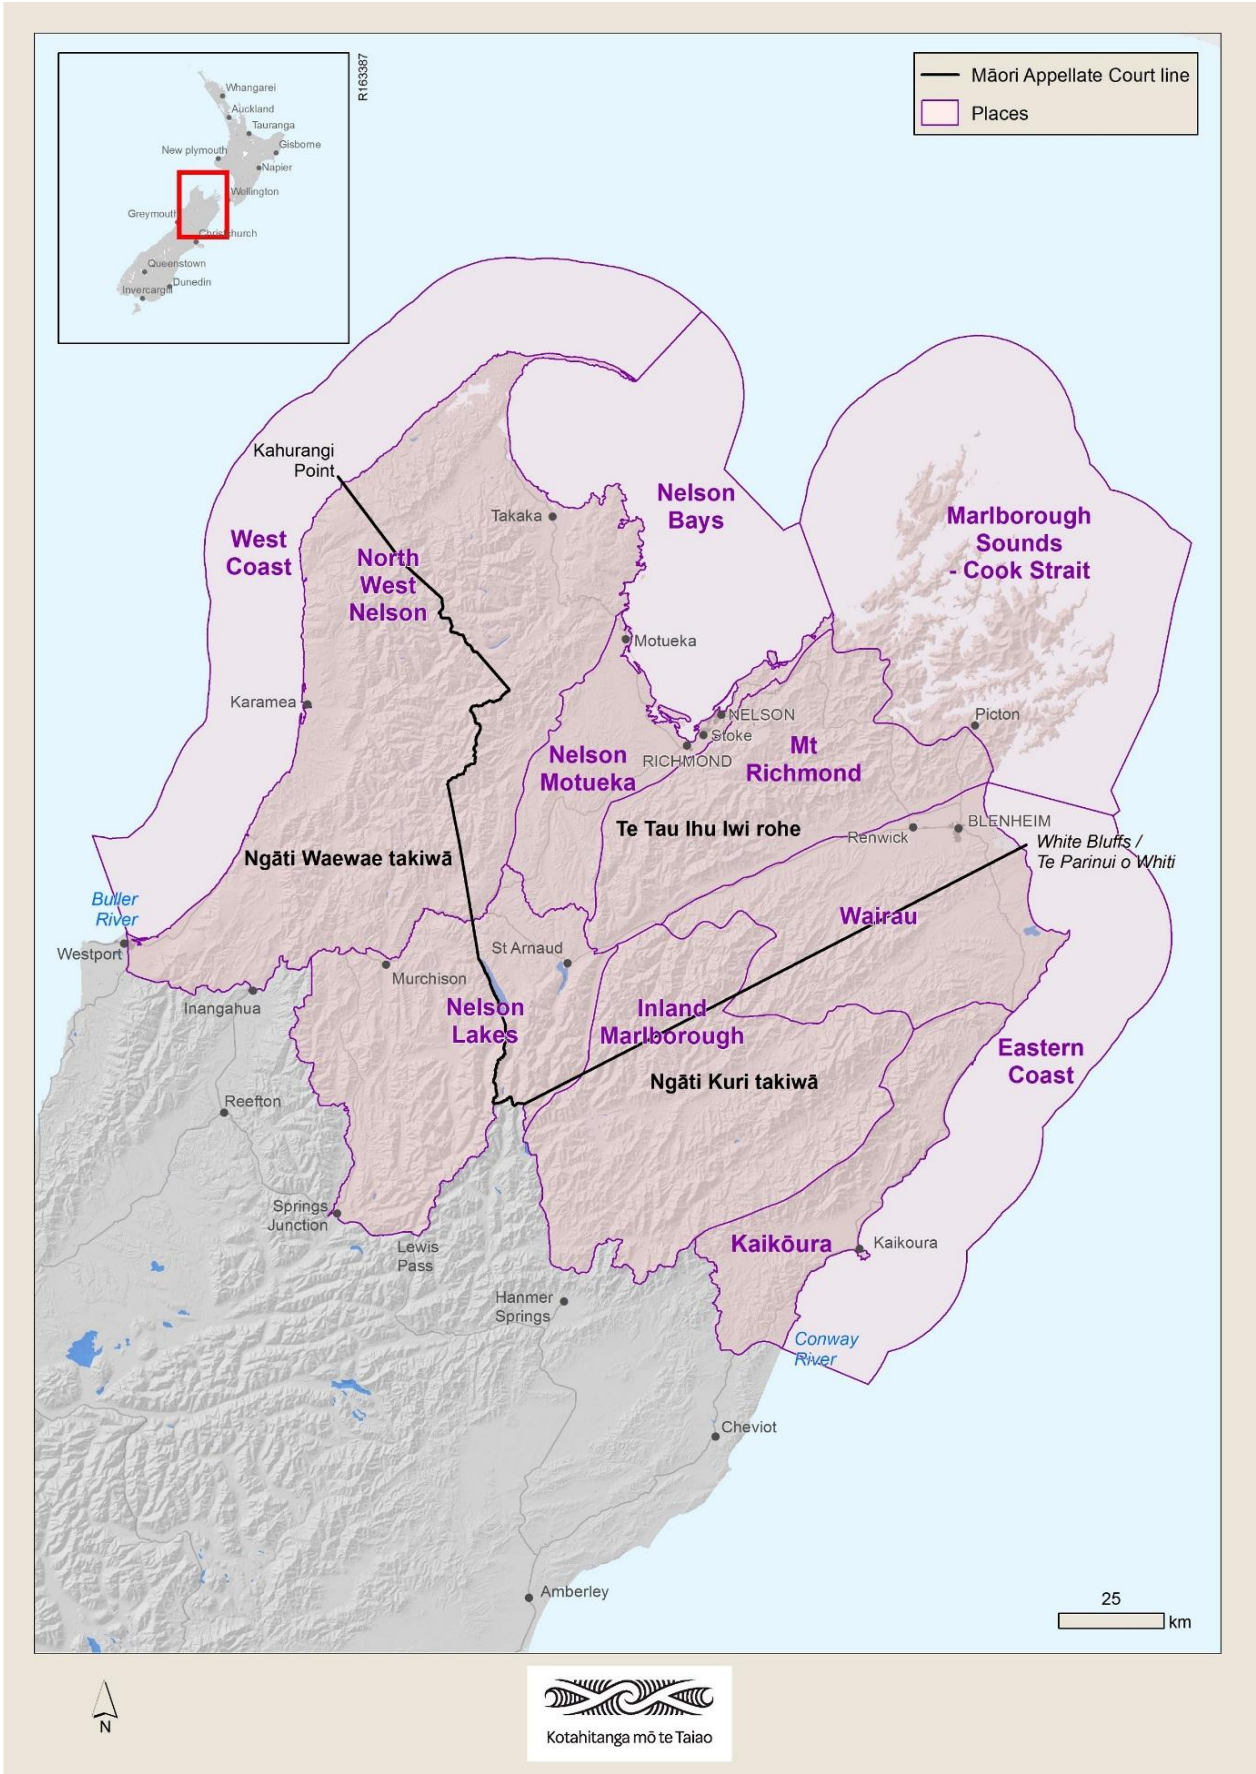 Whangarei
Auckland
Tauranga
Gisborne
New plymouth
Napier
Wellington
Greymouth
Christchurch
Queenstown
Dunedin
Invercargill
R163387
Māori Appellate Court line
Places
Kahurangi
Point
West
Coast
North
West
Nelson
Takaka
Nelson
Bays
Marlborough
Sounds
- Cook Strait
Motueka
Karamea
NELSON
Stoke
RICHMOND
Picton
Nelson
Motueka
Mt
Richmond
Te Tau Ihu Iwi rohe
Renwick
BLENHEIM
White Bluffs /
Te Parinui o Whiti
Ngāti Waewae takiwā
Buller
River
Westport
Wairau
St Arnaud
Murchison
Inangahua
Nelson
Lakes
Inland
Marlborough
Eastern
Coast
Ngāti Kuri takiwā
Reefton
Springs
Junction
Lewis
Pass
Kaikōura
Kaikoura
Hanmer
Springs
Conway
River
Cheviot
Amberley
25
km
N
Kotahitanga mō te Taiao